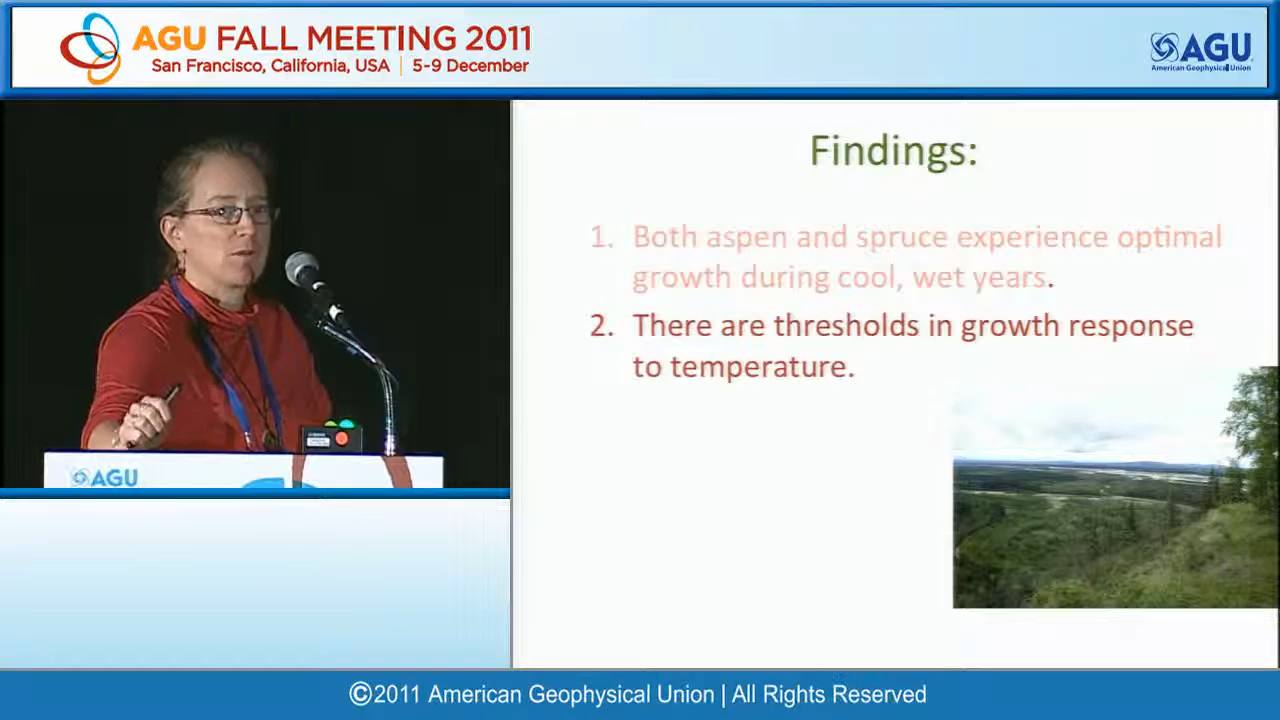 AGU FALL MEETING 2011
San Francisco, California, USA | 5-9 December
AGU
American Geophysical Union
Findings:
1. Both aspen and spruce experience optimal
growth during cool, wet years.
2. There are thresholds in growth response
to temperature.
AGU
©2011 American Geophysical Union | All Rights Reserved